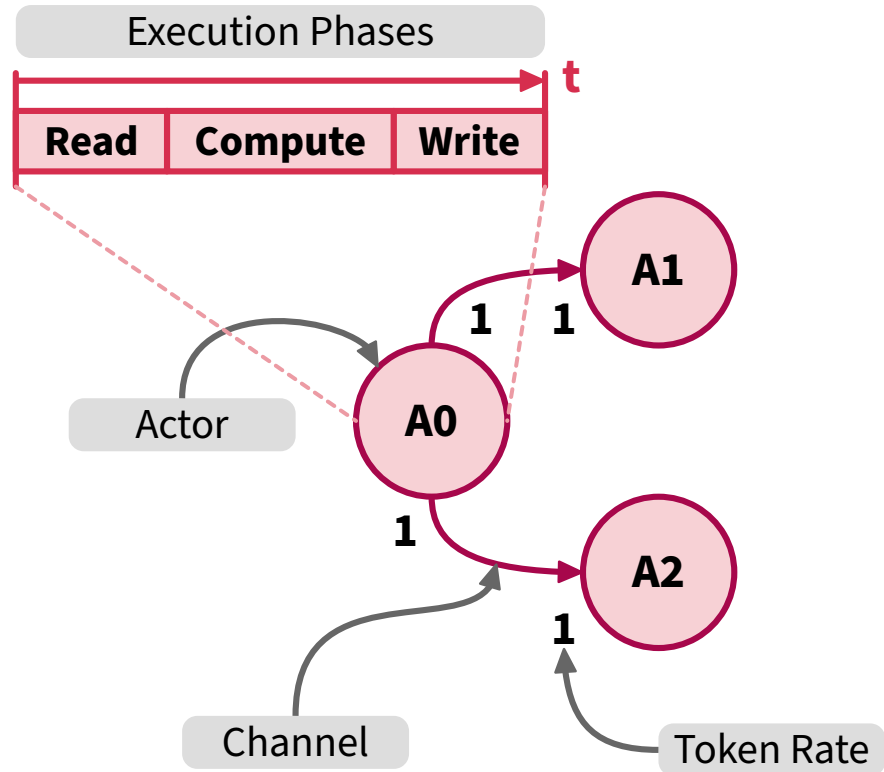 Execution Phases
t
Read Compute Write
A1
1 1
Actor
A0
1
A2
1
Channel
Token Rate